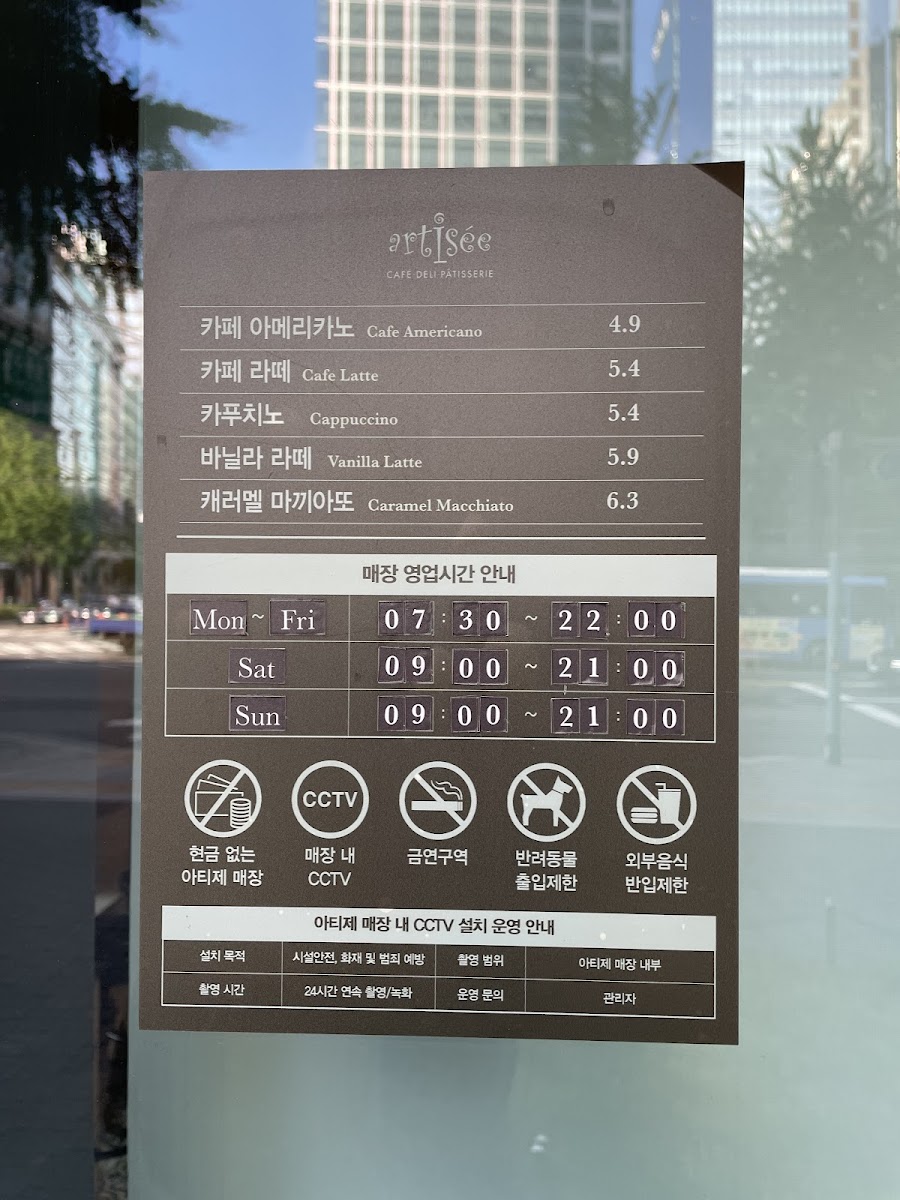 artisée
CAFE DELI PÂTISSERIE
카페 아메리카노 Cafe Americano 4.9
카페 라떼 Cafe Latte 5.4
카푸치노 Cappuccino 5.4
바닐라 라떼 Vanilla Latte 5.9
캐러멜 마끼아또 Caramel Macchiato 6.3
매장 영업시간 안내
Mon ~ Fri 07:30 ~ 22:00
Sat 09:00 ~ 21:00
Sun 09:00 ~ 21:00
CCTV
현금 없는
아티제 매장
매장 내
CCTV
금연구역
반려동물
출입제한
외부음식
반입제한
아티제 매장 내 CCTV 설치 운영 안내
설치 목적 시설안전, 화재 및 범죄 예방 촬영 범위 아티제 매장 내부
촬영 시간 24시간 연속 촬영/녹화 운영 문의 관리자